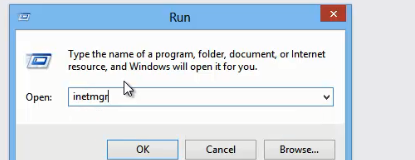 Run
Type the name of a program, folder, document, or Internet
resource, and Windows will open it for you.
Open: inetmgr
OK Cancel Browse...